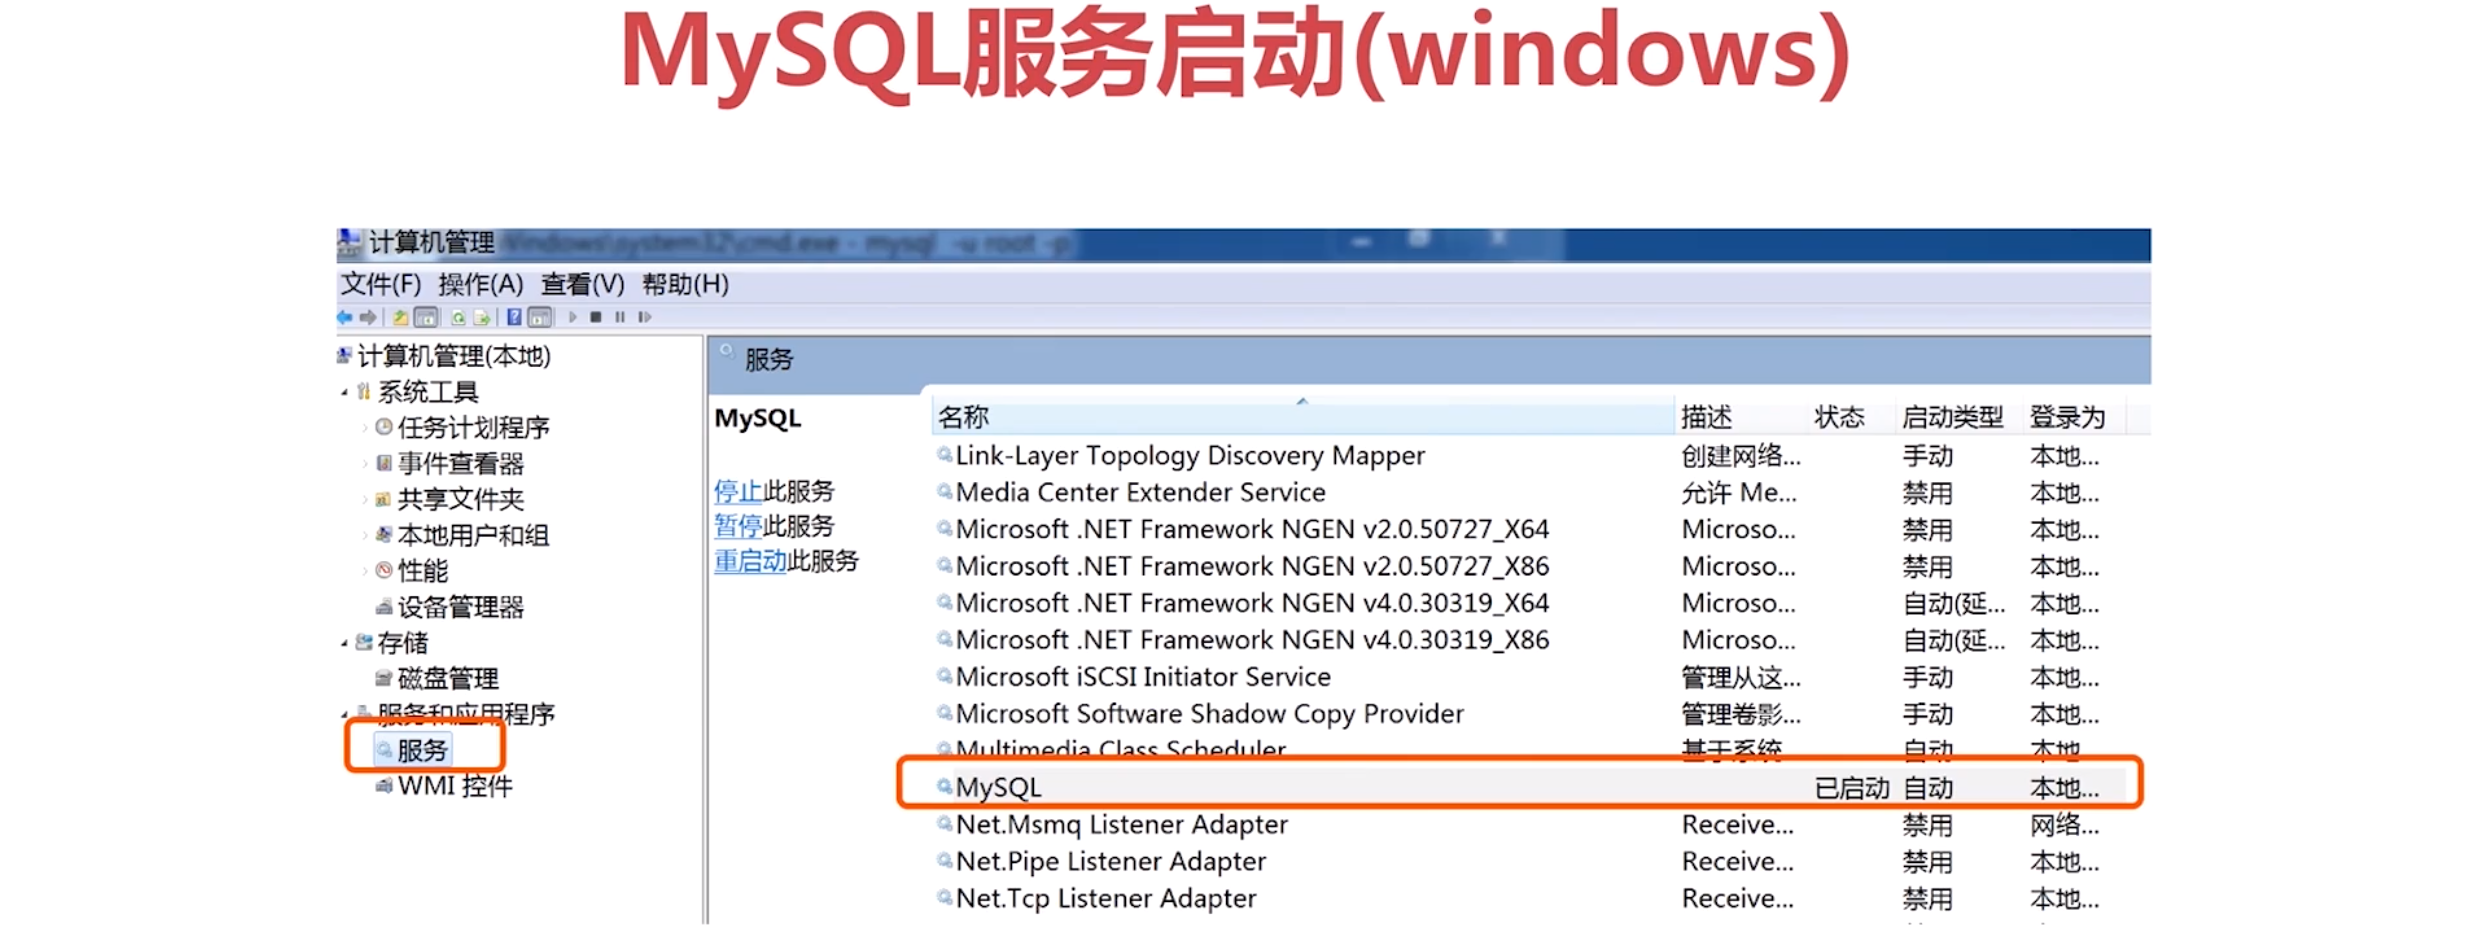 MySQL服务启动(windows)
计算机管理
\Windows\system32\cmd.exe - mysql -u root -p
文件(F) 操作(A) 查看(V) 帮助(H)
计算机管理(本地)
系统工具
任务计划程序
事件查看器
共享文件夹
本地用户和组
性能
设备管理器
存储
磁盘管理
服务和应用程序
服务
WMI 控件
服务
MySQL
停止此服务
暂停此服务
重启动此服务
名称 描述 状态 启动类型 登录为
Link-Layer Topology Discovery Mapper 创建网络... 手动 本地...
Media Center Extender Service 允许 Me... 禁用 本地...
Microsoft .NET Framework NGEN v2.0.50727_X64 Microso... 禁用 本地...
Microsoft .NET Framework NGEN v2.0.50727_X86 Microso... 禁用 本地...
Microsoft .NET Framework NGEN v4.0.30319_X64 Microso... 自动(延... 本地...
Microsoft .NET Framework NGEN v4.0.30319_X86 Microso... 自动(延... 本地...
Microsoft iSCSI Initiator Service 管理从这... 手动 本地...
Microsoft Software Shadow Copy Provider 管理卷影... 手动 本地...
Multimedia Class Scheduler 基于系统 自动 本地
MySQL 已启动 自动 本地...
Net.Msmq Listener Adapter Receive... 禁用 网络...
Net.Pipe Listener Adapter Receive... 禁用 本地...
Net.Tcp Listener Adapter Receive... 禁用 本地...